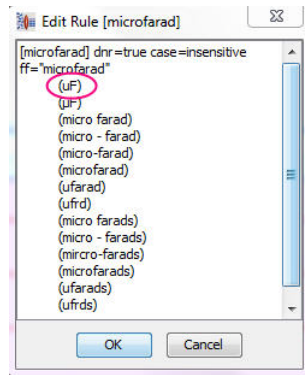 Edit Rule [microfarad]
[microfarad] dnr=true case=insensitive
ff="microfarad"
(uF)
(µF)
(micro farad)
(micro - farad)
(micro-farad)
(microfarad)
(ufarad)
(ufrd)
(micro farads)
(micro - farads)
(mircro-farads)
(microfarads)
(ufarads)
(ufrds)
OK Cancel